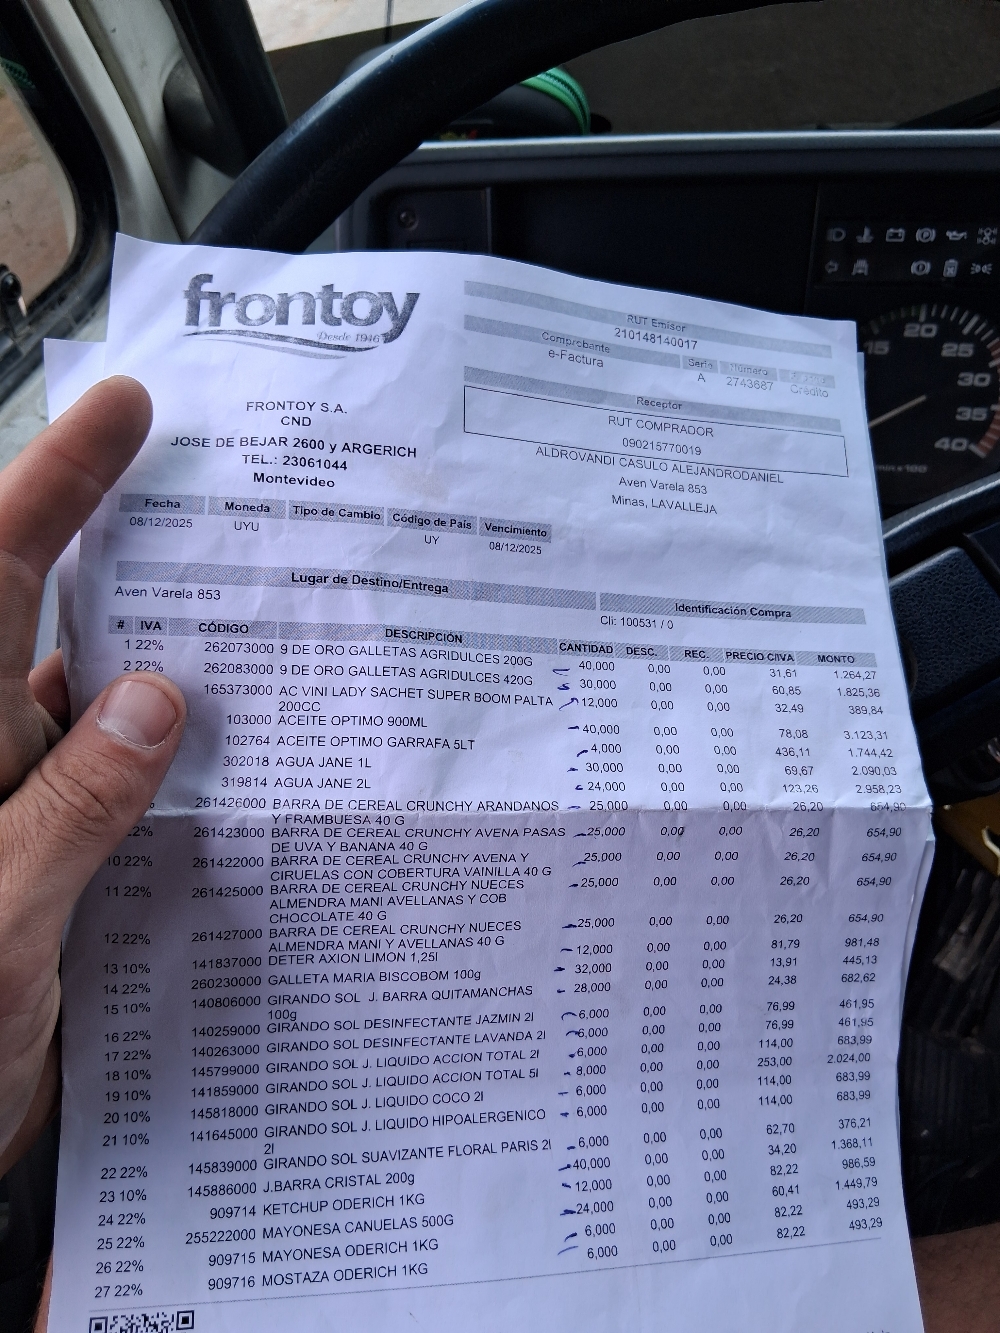 frontoy
Desde 1946
RUT Emisor
210148140017
Comprobante Serie Número
e-Factura A 2743687 Crédito
Receptor
RUT COMPRADOR
090215770019
ALDROVANDI CASULO ALEJANDRODANIEL
Aven Varela 853
Minas, LAVALLEJA
FRONTOY S.A.
CND
JOSE DE BEJAR 2600 y ARGERICH
TEL.: 23061044
Montevideo
Fecha Moneda Tipo de Cambio Código de País Vencimiento
08/12/2025 UYU UY 08/12/2025
Lugar de Destino/Entrega Identificación Compra
Aven Varela 853 Cli: 100531 / 0
# IVA CÓDIGO DESCRIPCIÓN CANTIDAD DESC. REC. PRECIO C/IVA MONTO
1 22% 262073000 9 DE ORO GALLETAS AGRIDULCES 200G 40,000 0,00 0,00 31,61 1.264,27
2 22% 262083000 9 DE ORO GALLETAS AGRIDULCES 420G 30,000 0,00 0,00 60,85 1.825,36
165373000 AC VINI LADY SACHET SUPER BOOM PALTA 12,000 0,00 0,00 32,49 389,84
200CC
103000 ACEITE OPTIMO 900ML 40,000 0,00 0,00 78,08 3.123,31
102764 ACEITE OPTIMO GARRAFA 5LT 4,000 0,00 0,00 436,11 1.744,42
302018 AGUA JANE 1L 30,000 0,00 0,00 69,67 2.090,03
319814 AGUA JANE 2L 24,000 0,00 0,00 123,26 2.958,23
% 261426000 BARRA DE CEREAL CRUNCHY ARANDANOS 25,000 0,00 0,00 26,20 654,90
Y FRAMBUESA 40 G
2% 261423000 BARRA DE CEREAL CRUNCHY AVENA PASAS 25,000 0,00 0,00 26,20 654,90
DE UVA Y BANANA 40 G
10 22% 261422000 BARRA DE CEREAL CRUNCHY AVENA Y 25,000 0,00 0,00 26,20 654,90
CIRUELAS CON COBERTURA VAINILLA 40 G
11 22% 261425000 BARRA DE CEREAL CRUNCHY NUECES 25,000 0,00 0,00 26,20 654,90
ALMENDRA MANI AVELLANAS Y COB
CHOCOLATE 40 G
12 22% 261427000 BARRA DE CEREAL CRUNCHY NUECES 25,000 0,00 0,00 26,20 654,90
ALMENDRA MANI Y AVELLANAS 40 G
13 10% 141837000 DETER AXION LIMON 1,25l 12,000 0,00 0,00 81,79 981,48
14 22% 260230000 GALLETA MARIA BISCOBOM 100g 32,000 0,00 0,00 13,91 445,13
15 10% 140806000 GIRANDO SOL J. BARRA QUITAMANCHAS 28,000 0,00 0,00 24,38 682,62
100g
16 22% 140259000 GIRANDO SOL DESINFECTANTE JAZMIN 2l 6,000 0,00 0,00 76,99 461,95
17 22% 140263000 GIRANDO SOL DESINFECTANTE LAVANDA 2l 6,000 0,00 0,00 76,99 461,95
18 10% 145799000 GIRANDO SOL J. LIQUIDO ACCION TOTAL 2l 6,000 0,00 0,00 114,00 683,99
19 10% 141859000 GIRANDO SOL J. LIQUIDO ACCION TOTAL 5l 8,000 0,00 0,00 253,00 2.024,00
20 10% 145818000 GIRANDO SOL J. LIQUIDO COCO 2l 6,000 0,00 0,00 114,00 683,99
21 10% 141645000 GIRANDO SOL J. LIQUIDO HIPOALERGENICO 6,000 0,00 0,00 114,00 683,99
2l
22 22% 145839000 GIRANDO SOL SUAVIZANTE FLORAL PARIS 2l 6,000 0,00 0,00 62,70 376,21
23 10% 145886000 J.BARRA CRISTAL 200g 40,000 0,00 0,00 34,20 1.368,11
24 22% 909714 KETCHUP ODERICH 1KG 12,000 0,00 0,00 82,22 986,59
25 22% 255222000 MAYONESA CANUELAS 500G 24,000 0,00 0,00 60,41 1.449,79
26 22% 909715 MAYONESA ODERICH 1KG 6,000 0,00 0,00 82,22 493,29
27 22% 909716 MOSTAZA ODERICH 1KG 6,000 0,00 0,00 82,22 493,29
15 20 25 30 35 40